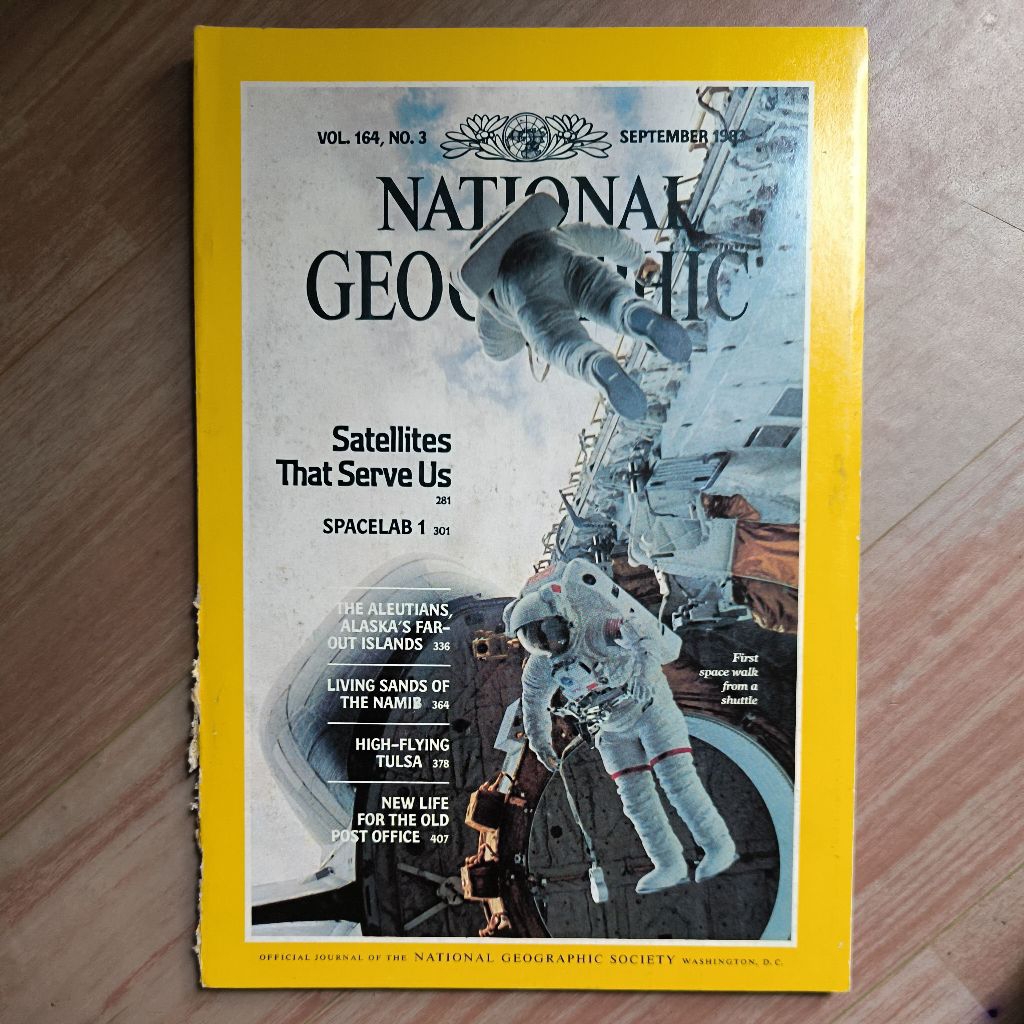 VOL. 164, NO. 3 SEPTEMBER 1983
NATIONAL
GEOGRAPHIC
Satellites
That Serve Us
281
SPACELAB 1 301
THE ALEUTIANS,
ALASKA'S FAR-
OUT ISLANDS 336
LIVING SANDS OF
THE NAMIB 364
HIGH-FLYING
TULSA 378
NEW LIFE
FOR THE OLD
POST OFFICE 407
First
space walk
from a
shuttle
OFFICIAL JOURNAL OF THE NATIONAL GEOGRAPHIC SOCIETY WASHINGTON, D.C.